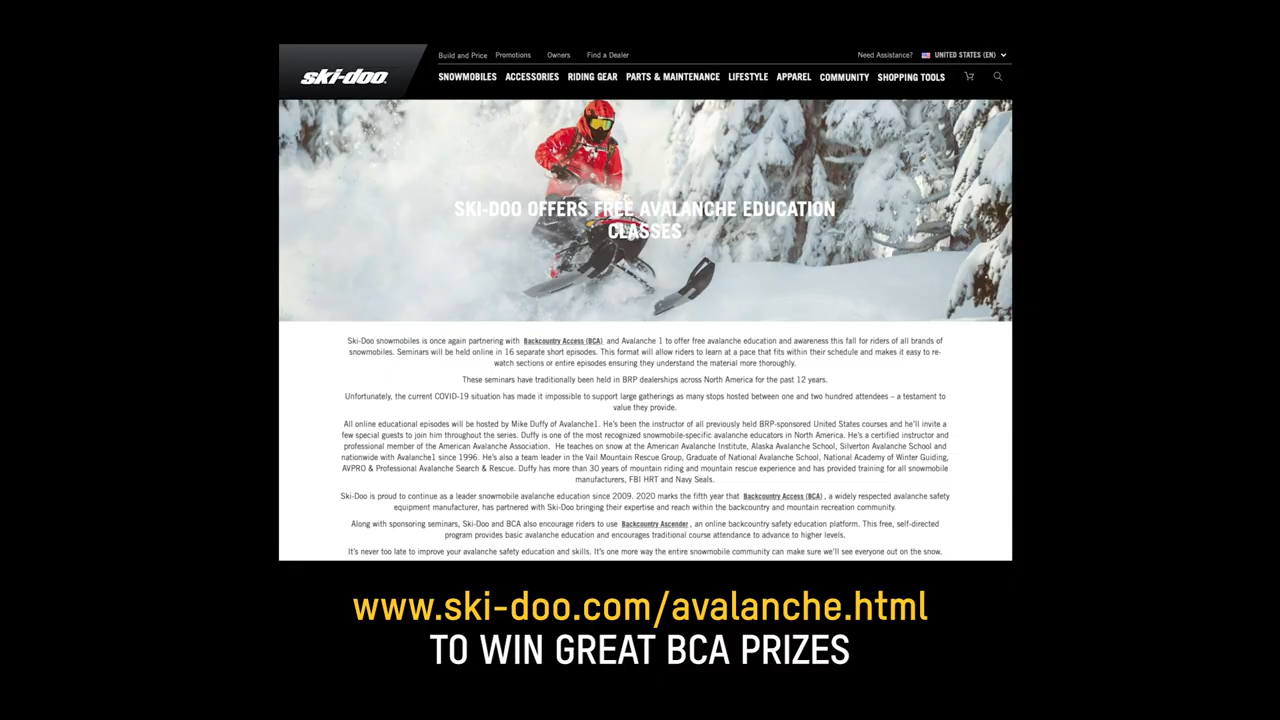 Build and Price Promotions Owners Find a Dealer Need Assistance? UNITED STATES (EN)
ski-doo.
SNOWMOBILES ACCESSORIES RIDING GEAR PARTS & MAINTENANCE LIFESTYLE APPAREL COMMUNITY SHOPPING TOOLS
SKI-DOO OFFERS FREE AVALANCHE EDUCATION
CLASSES
Ski-Doo snowmobiles is once again partnering with Backcountry Access (BCA) and Avalanche 1 to offer free avalanche education and awareness this fall for riders of all brands of
snowmobiles. Seminars will be held online in 16 separate short episodes. This format will allow riders to learn at a pace that fits within their schedule and makes it easy to re-
watch sections or entire episodes ensuring they understand the material more thoroughly.
These seminars have traditionally been held in BRP dealerships across North America for the past 12 years.
Unfortunately, the current COVID-19 situation has made it impossible to support large gatherings as many stops hosted between one and two hundred attendees – a testament to
value they provide.
All online educational episodes will be hosted by Mike Duffy of Avalanche1. He's been the instructor of all previously held BRP-sponsored United States courses and he'll invite a
few special guests to join him throughout the series. Duffy is one of the most recognized snowmobile-specific avalanche educators in North America. He's a certified instructor and
professional member of the American Avalanche Association. He teaches on snow at the American Avalanche Institute, Alaska Avalanche School, Silverton Avalanche School and
nationwide with Avalanche1 since 1996. He's also a team leader in the Vail Mountain Rescue Group, Graduate of National Avalanche School, National Academy of Winter Guiding,
AVPRO & Professional Avalanche Search & Rescue. Duffy has more than 30 years of mountain riding and mountain rescue experience and has provided training for all snowmobile
manufacturers, FBI HRT and Navy Seals.
Ski-Doo is proud to continue as a leader snowmobile avalanche education since 2009. 2020 marks the fifth year that Backcountry Access (BCA) , a widely respected avalanche safety
equipment manufacturer, has partnered with Ski-Doo bringing their expertise and reach within the backcountry and mountain recreation community.
Along with sponsoring seminars, Ski-Doo and BCA also encourage riders to use Backcountry Ascender , an online backcountry safety education platform. This free, self-directed
program provides basic avalanche education and encourages traditional course attendance to advance to higher levels.
It's never too late to improve your avalanche safety education and skills. It's one more way the entire snowmobile community can make sure we'll see everyone out on the snow.
www.ski-doo.com/avalanche.html
TO WIN GREAT BCA PRIZES